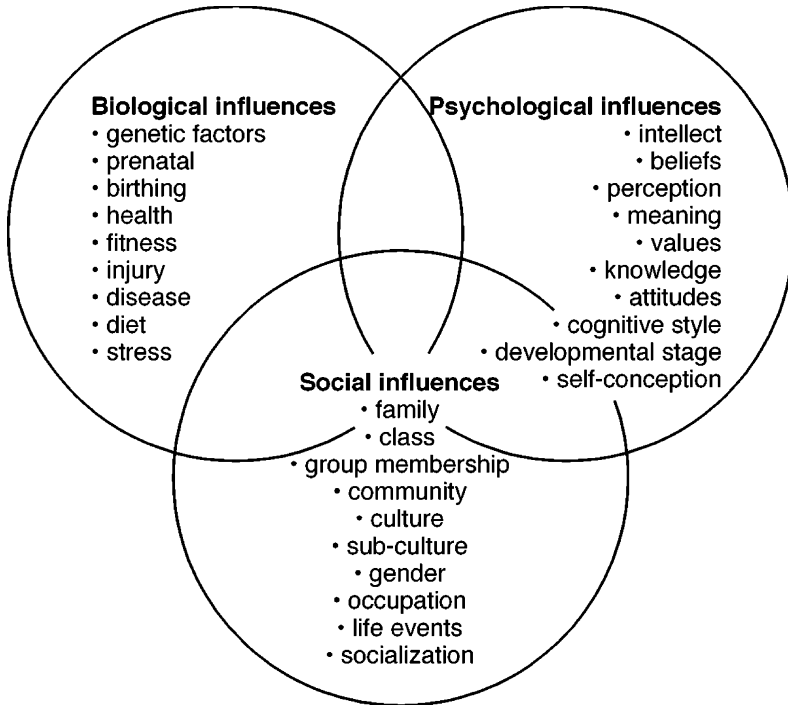 Biological influences
• genetic factors
• prenatal
• birthing
• health
• fitness
• injury
• disease
• diet
• stress
Psychological influences
• intellect
• beliefs
• perception
• meaning
• values
• knowledge
• attitudes
• cognitive style
• developmental stage
• self-conception
Social influences
• family
• class
• group membership
• community
• culture
• sub-culture
• gender
• occupation
• life events
• socialization